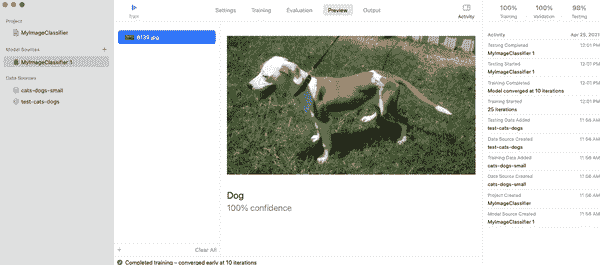 Train
Settings
Training
Evaluation
Preview
Output
Activity
100%
Training
100%
Validation
98%
Testing
Project
MyImageClassifier
Model Sources +
MyImageClassifier 1
Data Sources
cats-dogs-small
test-cats-dogs
6139.jpg
Dog
100% confidence
+ Clear All
Completed training – converged early at 10 iterations
Activity Apr 29, 2021
Testing Completed 12:01 PM
MyImageClassifier 1
Testing Started 12:01 PM
MyImageClassifier 1
Training Completed 12:01 PM
Model converged at 10 iterations
Training Started 12:01 PM
25 iterations
Testing Data Added 11:56 AM
test-cats-dogs
Data Source Created 11:56 AM
test-cats-dogs
Training Data Added 11:56 AM
cats-dogs-small
Data Source Created 11:56 AM
cats-dogs-small
Project Created 11:56 AM
MyImageClassifier
Model Source Created 11:56 AM
MyImageClassifier 1